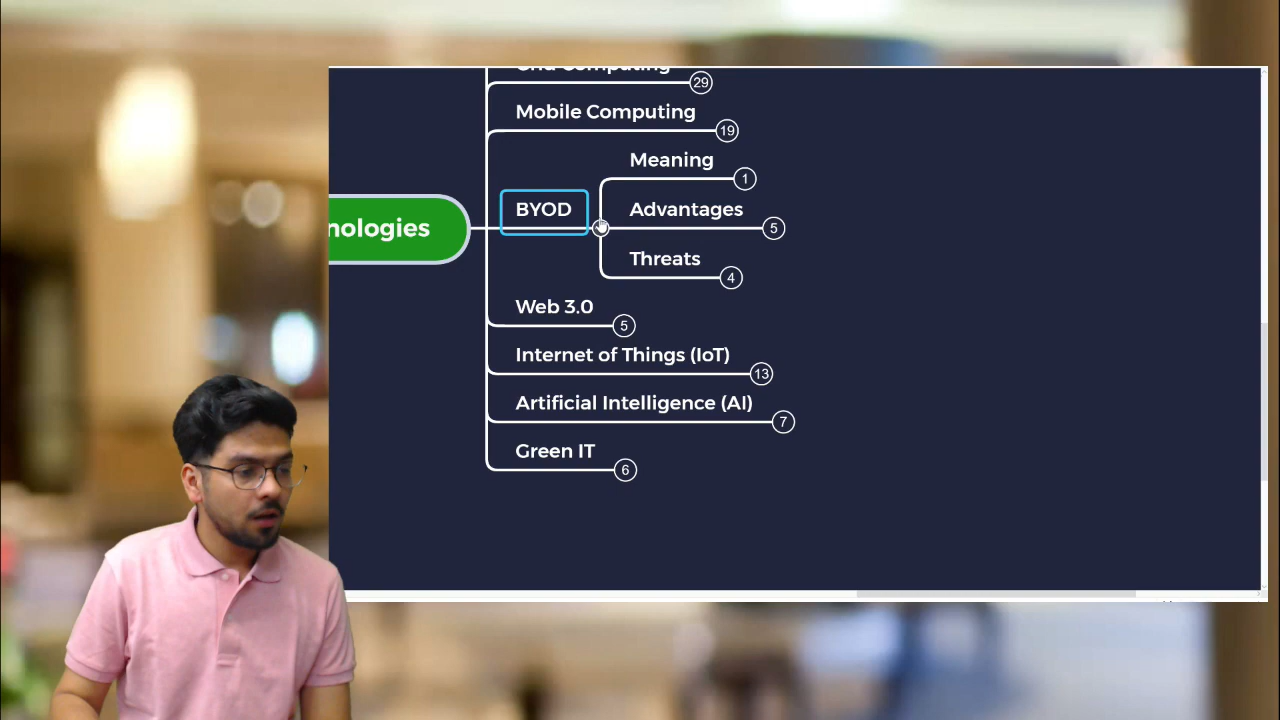 Computing
29
Mobile Computing
19
Meaning
1
BYOD
Advantages
nologies
5
Threats
4
Web 3.0
5
Internet of Things (IoT)
13
Artificial Intelligence (AI)
7
Green IT
6